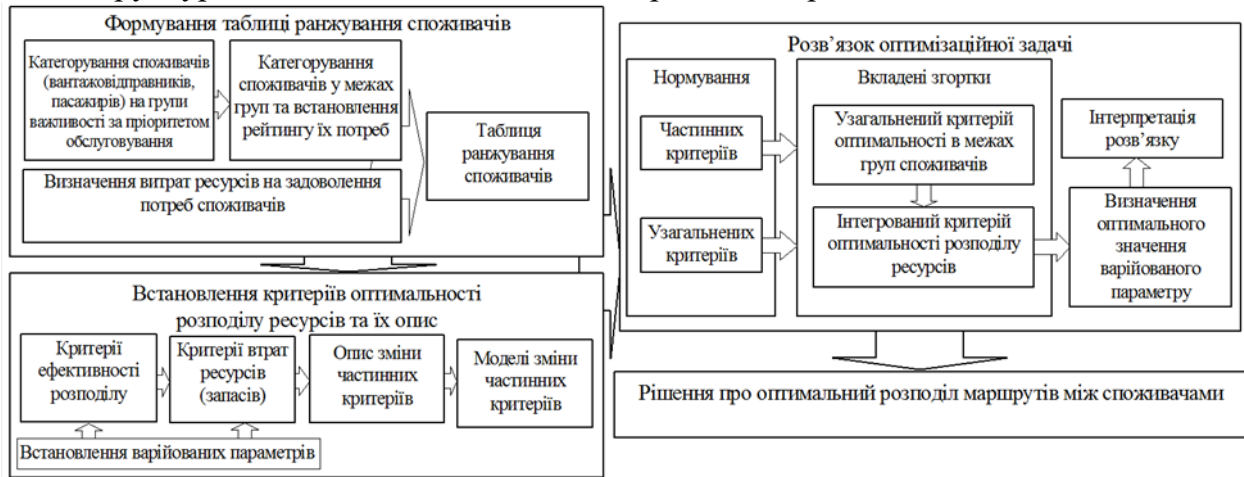 Формування таблиці ранжування споживачів
Категорування споживачів
(вантажовідправників,
пасажирів) на групи
важливості за пріоритетом
обслуговування
Категорування
споживачів у межах
груп та встановлення
рейтингу їх потреб
Визначення витрат ресурсів на задоволення
потреб споживачів
Таблиця
ранжування
споживачів
Встановлення критеріїв оптимальності
розподілу ресурсів та їх опис
Критерії
ефективності
розподілу
Критерії втрат
ресурсів
(запасів)
Опис зміни
частинних
критеріїв
Моделі зміни
частинних
критеріїв
Встановлення варійованих параметрів
Розв’язок оптимізаційної задачі
Нормування
Частинних
критеріїв
Узагальнених
критеріїв
Вкладені згортки
Узагальнений критерій
оптимальності в межах
груп споживачів
Інтегрований критерій
оптимальності розподілу
ресурсів
Інтерпретація
розв’язку
Визначення
оптимального
значення
варійованого
параметру
Рішення про оптимальний розподіл маршрутів між споживачами